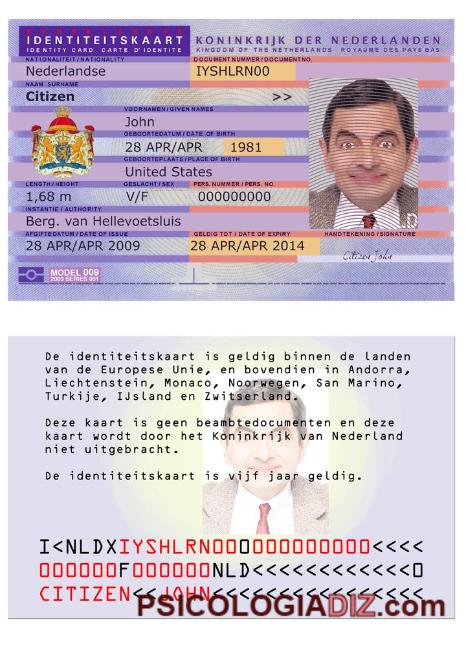 IDENTITEITSKAART KONINKRIJK DER NEDERLANDEN
IDENTITY CARD CARTE D'IDENTITE KINGDOM OF THE NETHERLANDS ROYAUME DES PAYS BAS
NATIONALITEIT / NATIONALITY DOCUMENT NUMBER / DOCUMENTNO.
Nederlandse IYSHLRN00
NAAM SURNAME
Citizen >>
VOORNAMEN / GIVEN NAMES
John
GEBOORTEDATUM / DATE OF BIRTH
28 APR/APR 1981
GEBOORTEPLAATS / PLACE OF BIRTH
United States
LENGTH / HEIGHT GESLACHT / SEX PERS. NUMMER / PERS. NO.
1,68 m V/F 000000000
INSTANTIE / AUTHORITY
Berg. van Hellevoetsluis
AFGIFTEDATUM / DATE OF ISSUE GELDIG TOT / DATE OF EXPIRY HANDTEKENING / SIGNATURE
28 APR/APR 2009 28 APR/APR 2014
Citizen John
MODEL 009
2009 SERIES 001
De identiteitskaart is geldig binnen de landen
van de Europese Unie, en bovendien in Andorra,
Liechtenstein, Monaco, Noorwegen, San Marino,
Turkije, IJsland en Zwitserland.
Deze kaart is geen beambtedocumenten en deze
kaart wordt door het Koninkrijk van Nederland
niet uitgebracht.
De identiteitskaart is vijf jaar geldig.
I<NLDXIYSHLRN00000000000000<<<<
000000F0000000NLD<<<<<<<<<<<<0
CITIZEN<<JOHN<<<<<<<<<<<<<<<<<
PSICOLOGIADIZ.com